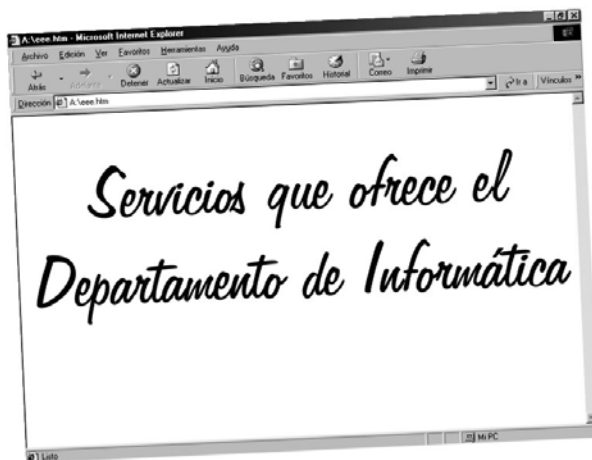 A:\eee.htm - Microsoft Internet Explorer
Archivo Edición Ver Favoritos Herramientas Ayuda
Atrás Adelante Detener Actualizar Inicio Búsqueda Favoritos Historial Correo Imprimir
Dirección A:\eee.htm Ir a Vínculos »
Servicios que ofrece el
Departamento de Informática
Listo Mi PC